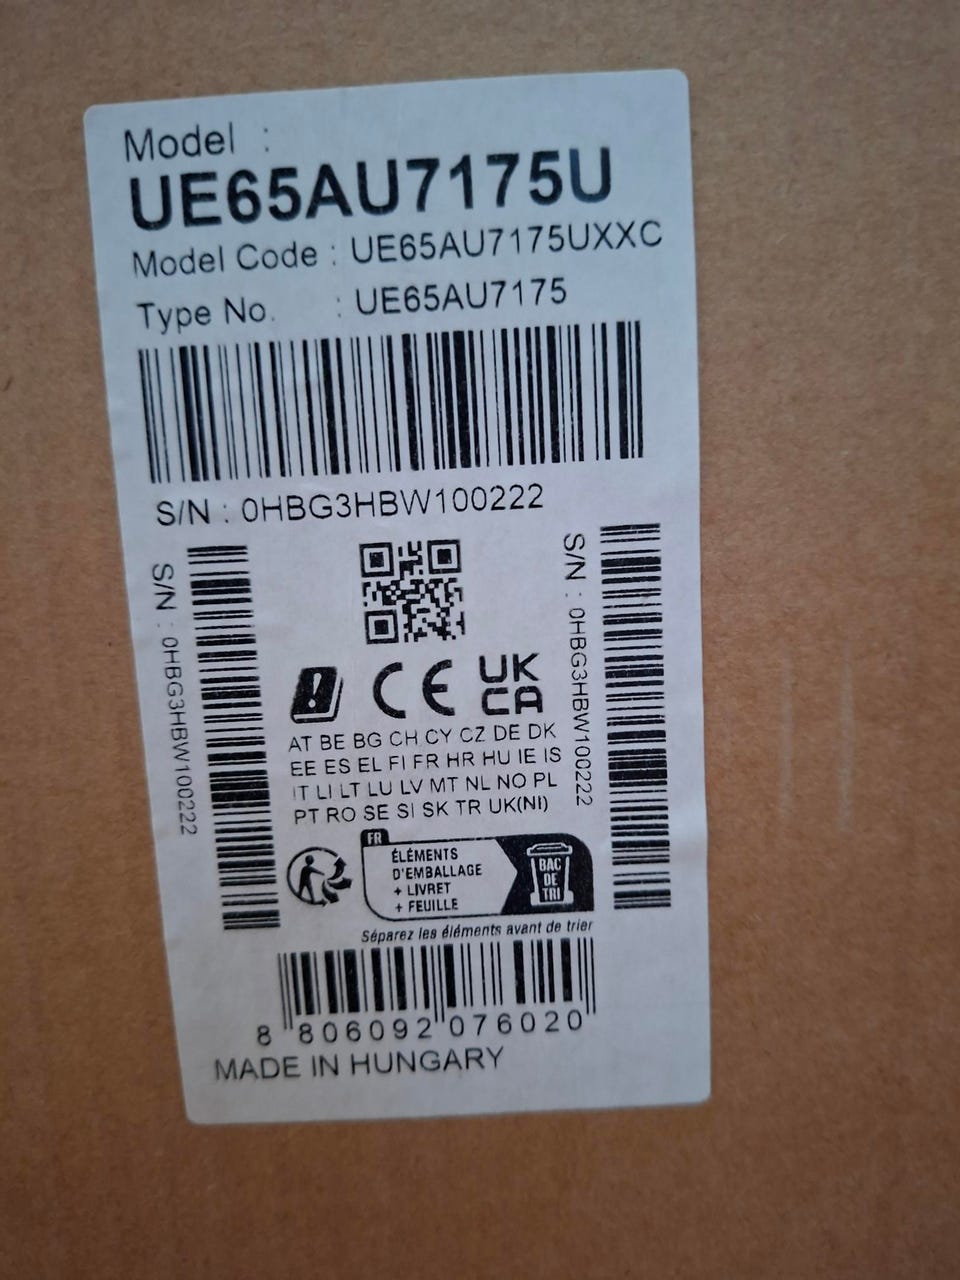 Model :
UE65AU7175U
Model Code : UE65AU7175UXXC
Type No. : UE65AU7175
S/N : 0HBG3HBW100222
S/N : 0HBG3HBW100222
S/N : 0HBG3HBW100222
CE UK
CA
AT BE BG CH CY CZ DE DK
EE ES EL FI FR HR HU IE IS
IT LI LT LU LV MT NL NO PL
PT RO SE SI SK TR UK(NI)
FR
ÉLÉMENTS
D'EMBALLAGE
+ LIVRET
+ FEUILLE
BAC
DE
TRI
Séparez les éléments avant de trier
8 806092 076020
MADE IN HUNGARY